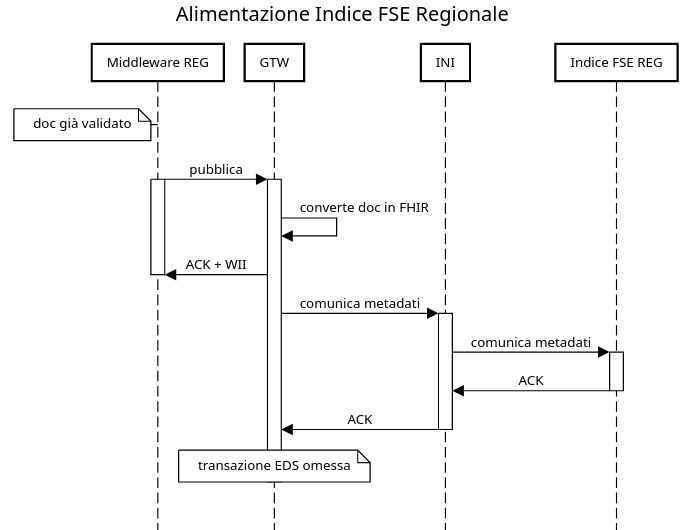 Alimentazione Indice FSE Regionale
Middleware REG
GTW
INI
Indice FSE REG
doc già validato
pubblica
converte doc in FHIR
ACK + WII
comunica metadati
comunica metadati
ACK
ACK
transazione EDS omessa